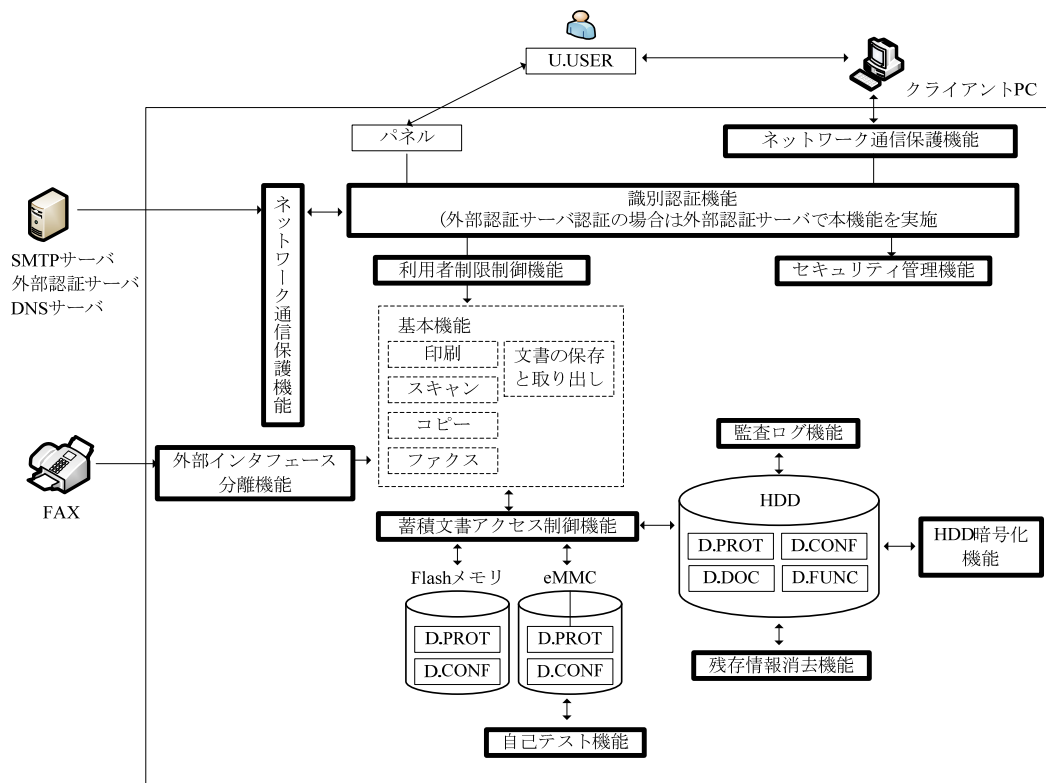 U.USER
クライアントPC
パネル
ネットワーク通信保護機能
識別認証機能
(外部認証サーバ認証の場合は外部認証サーバで本機能を実施
ネットワーク通信保護機能
SMTPサーバ
外部認証サーバ
DNSサーバ
利用者制限制御機能
セキュリティ管理機能
基本機能
印刷
スキャン
コピー
ファクス
文書の保存
と取り出し
監査ログ機能
外部インタフェース
分離機能
FAX
HDD
D.PROT
D.CONF
D.DOC
D.FUNC
蓄積文書アクセス制御機能
HDD暗号化
機能
Flashメモリ
eMMC
D.PROT
D.CONF
D.PROT
D.CONF
残存情報消去機能
自己テスト機能